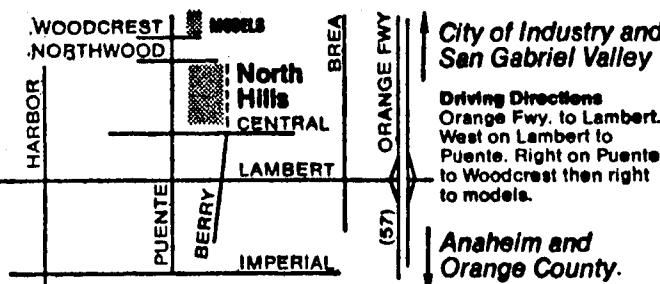 WOODCREST
MODELS
NORTHWOOD
North
Hills
CENTRAL
HARBOR
PUENTE
BERRY
LAMBERT
IMPERIAL
BREA
ORANGE FWY
(57)
City of Industry and
San Gabriel Valley
Driving Directions
Orange Fwy. to Lambert.
West on Lambert to
Puente. Right on Puente
to Woodcrest then right
to models.
Anaheim and
Orange County.